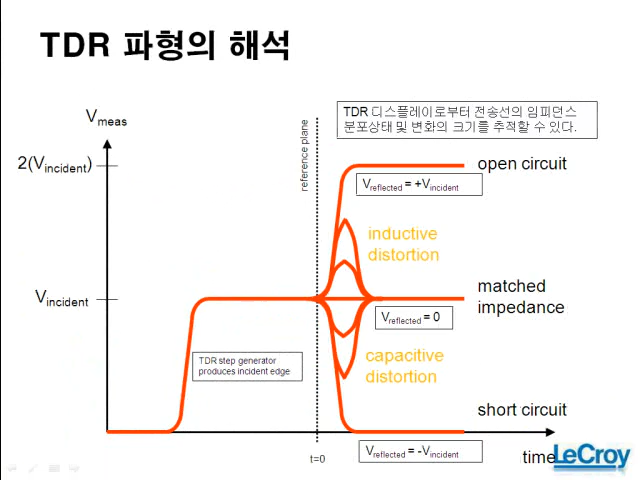 TDR 파형의 해석
TDR 디스플레이로부터 전송선의 임피던스
분포상태 및 변화의 크기를 추적할 수 있다.
Vmeas
2(Vincident)
reference plane
open circuit
Vreflected = +Vincident
inductive
distortion
Vincident
matched
impedance
Vreflected = 0
TDR step generator
produces incident edge
capacitive
distortion
short circuit
Vreflected = -Vincident
t=0
time
LeCroy